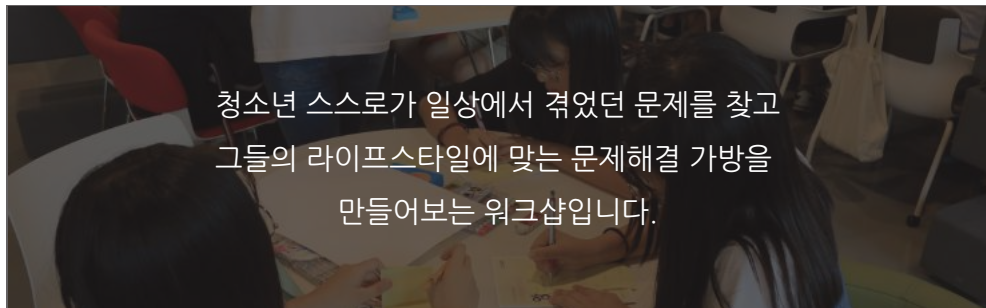 청소년 스스로가 일상에서 겪었던 문제를 찾고
그들의 라이프스타일에 맞는 문제해결 가방을
만들어보는 워크샵입니다.